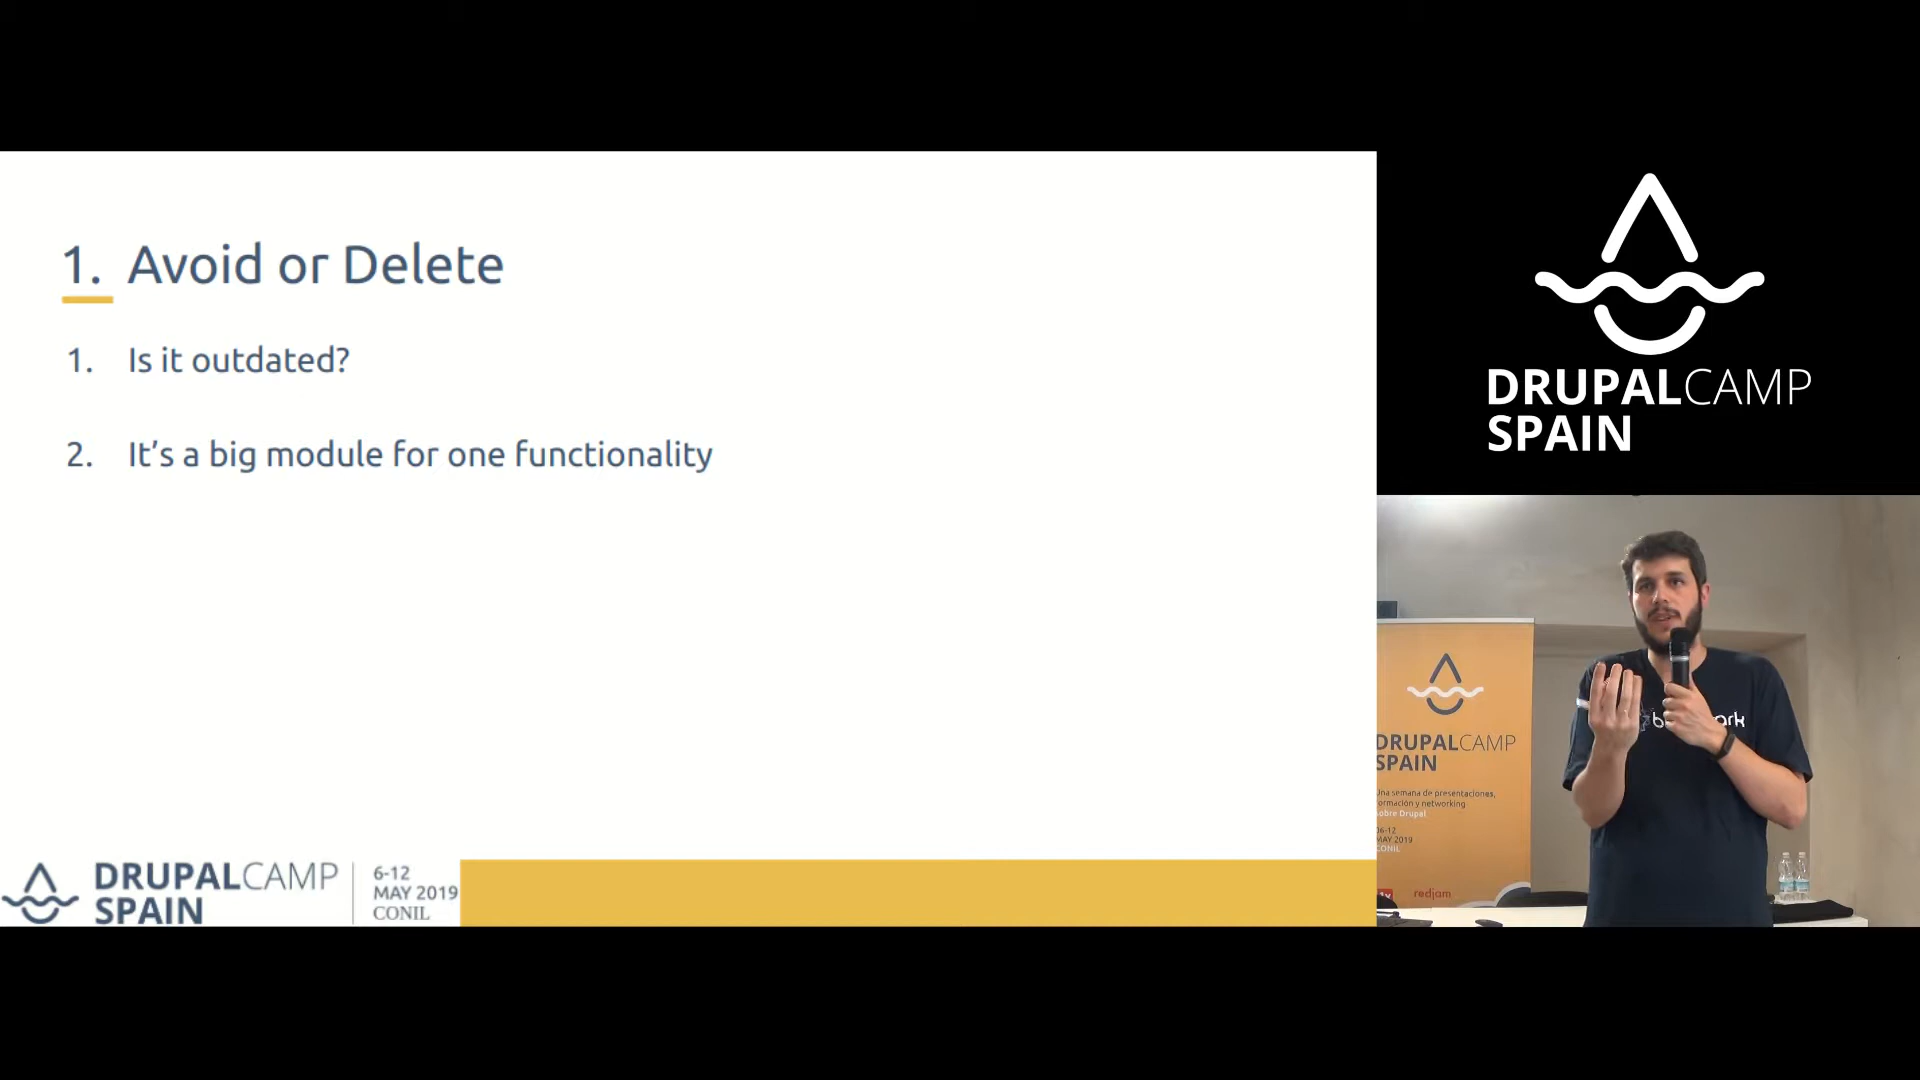 1. Avoid or Delete
1. Is it outdated?
2. It's a big module for one functionality
DRUPALCAMP
SPAIN
6-12
MAY 2019
CONIL
DRUPALCAMP
SPAIN
DRUPALCAMP
SPAIN
Una semana de presentaciones,
formación y networking
sobre Drupal
06-12
MAY 2019
CONIL
redjam